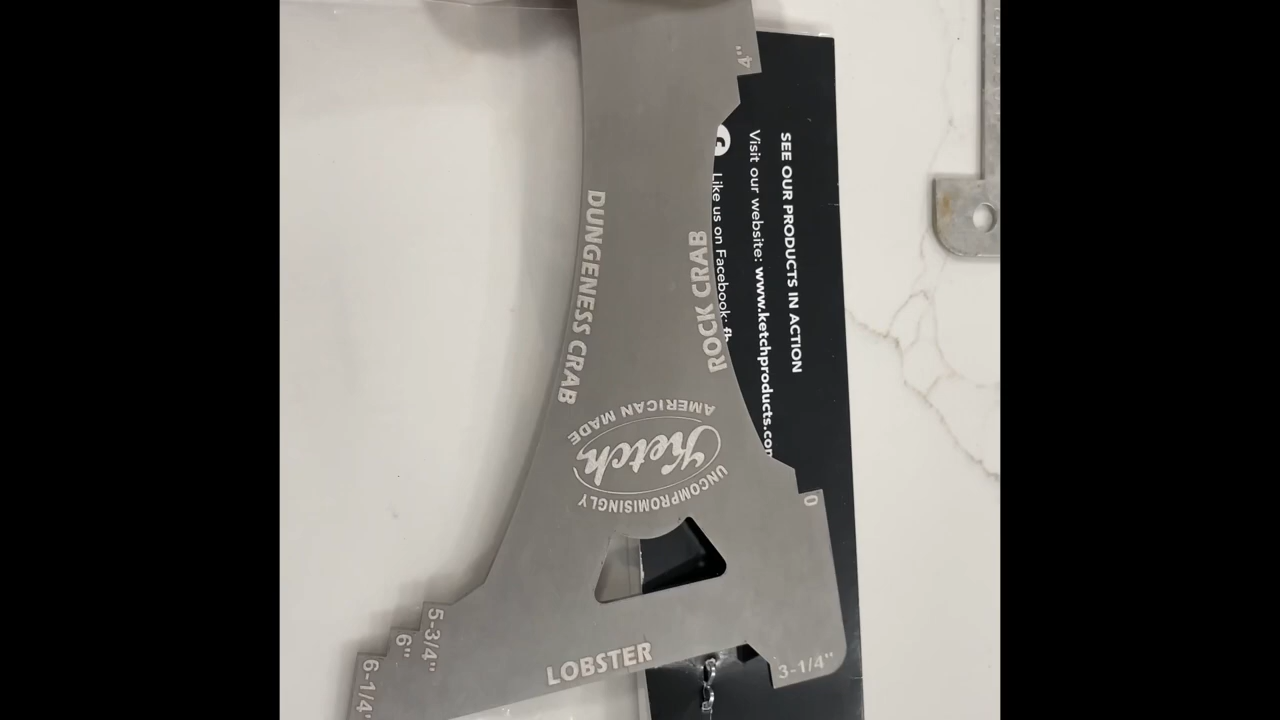 4"
SEE OUR PRODUCTS IN ACTION
Visit our website: www.ketchproducts.com
Like us on Facebook:
DUNGENESS CRAB
ROCK CRAB
UNCOMPROMISINGLY
Ketch
AMERICAN MADE
0
5-3/4"
6"
6-1/4"
LOBSTER
3-1/4"